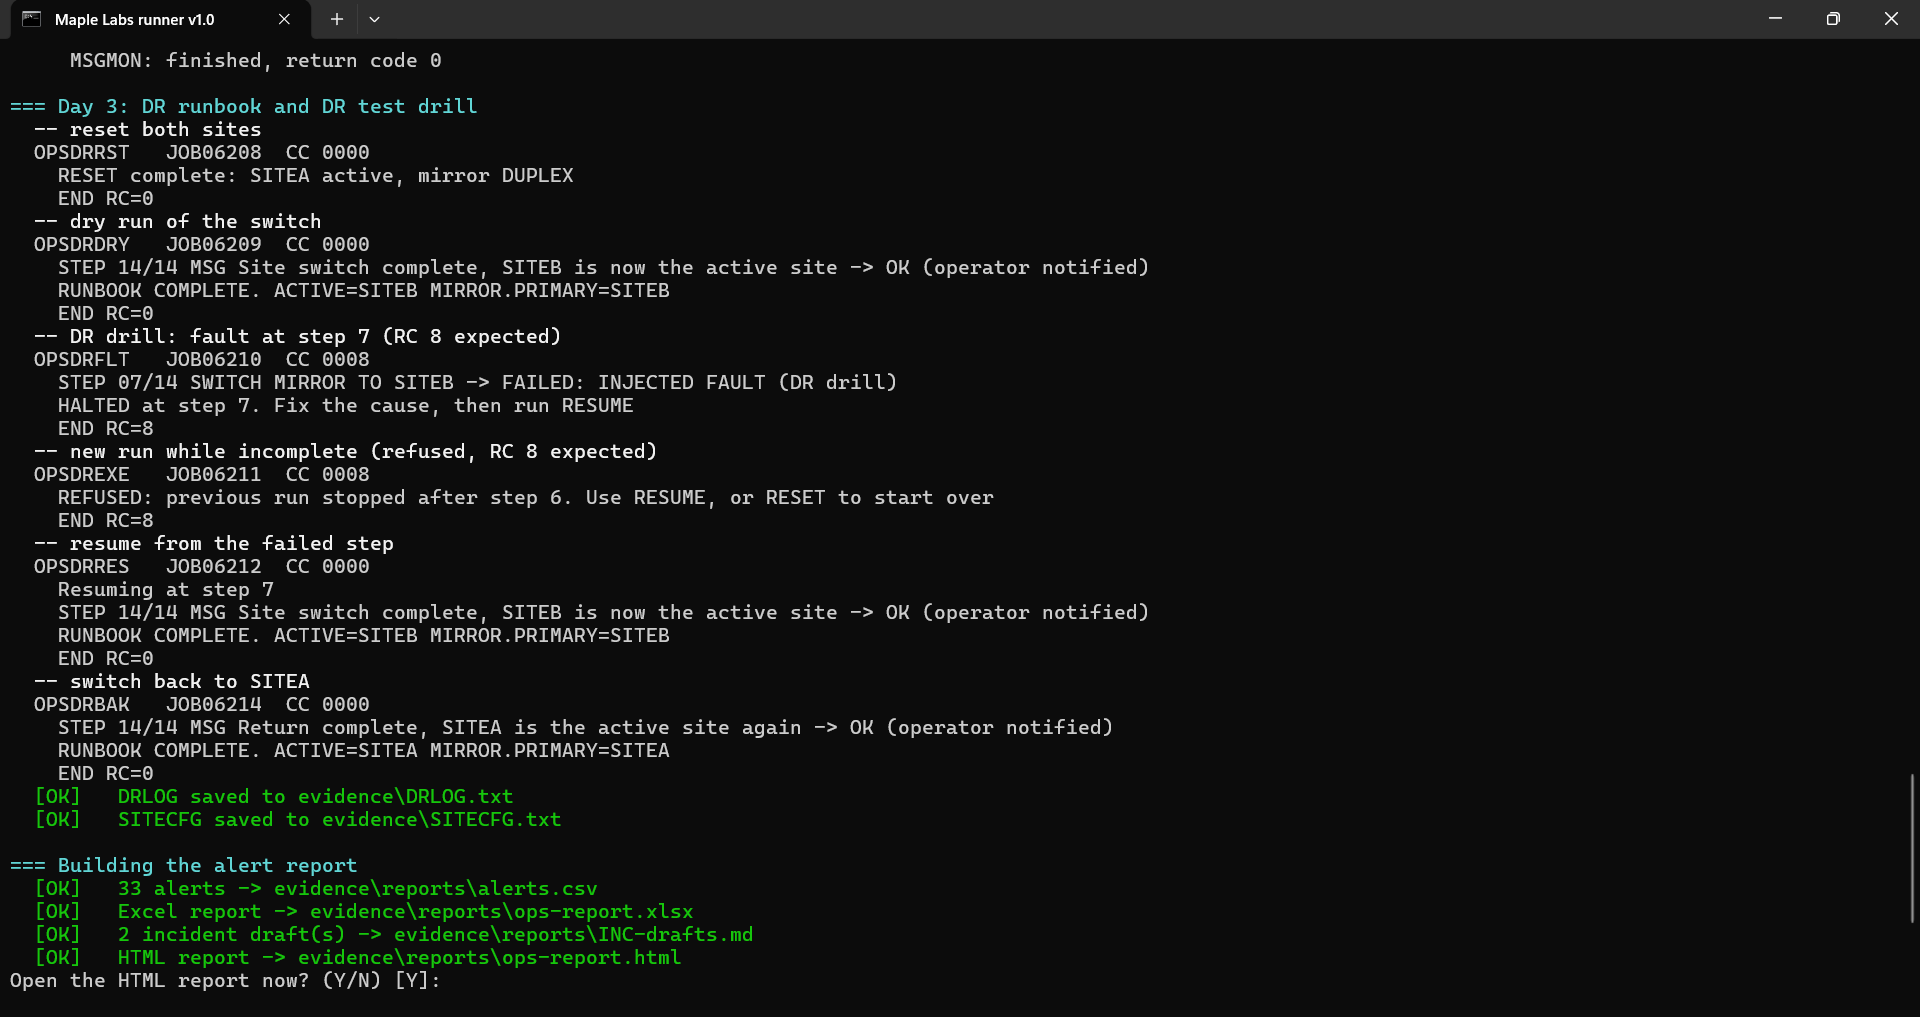 Maple Labs runner v1.0
MSGMON: finished, return code 0
=== Day 3: DR runbook and DR test drill
-- reset both sites
OPSDRRST   JOB06208  CC 0000
RESET complete: SITEA active, mirror DUPLEX
END RC=0
-- dry run of the switch
OPSDRDRY   JOB06209  CC 0000
STEP 14/14 MSG Site switch complete, SITEB is now the active site -> OK (operator notified)
RUNBOOK COMPLETE. ACTIVE=SITEB MIRROR.PRIMARY=SITEB
END RC=0
-- DR drill: fault at step 7 (RC 8 expected)
OPSDRFLT   JOB06210  CC 0008
STEP 07/14 SWITCH MIRROR TO SITEB -> FAILED: INJECTED FAULT (DR drill)
HALTED at step 7. Fix the cause, then run RESUME
END RC=8
-- new run while incomplete (refused, RC 8 expected)
OPSDREXE   JOB06211  CC 0008
REFUSED: previous run stopped after step 6. Use RESUME, or RESET to start over
END RC=8
-- resume from the failed step
OPSDRRES   JOB06212  CC 0000
Resuming at step 7
STEP 14/14 MSG Site switch complete, SITEB is now the active site -> OK (operator notified)
RUNBOOK COMPLETE. ACTIVE=SITEB MIRROR.PRIMARY=SITEB
END RC=0
-- switch back to SITEA
OPSDRBAK   JOB06214  CC 0000
STEP 14/14 MSG Return complete, SITEA is the active site again -> OK (operator notified)
RUNBOOK COMPLETE. ACTIVE=SITEA MIRROR.PRIMARY=SITEA
END RC=0
[OK]   DRLOG saved to evidence\DRLOG.txt
[OK]   SITECFG saved to evidence\SITECFG.txt
=== Building the alert report
[OK]   33 alerts -> evidence\reports\alerts.csv
[OK]   Excel report -> evidence\reports\ops-report.xlsx
[OK]   2 incident draft(s) -> evidence\reports\INC-drafts.md
[OK]   HTML report -> evidence\reports\ops-report.html
Open the HTML report now? (Y/N) [Y]: